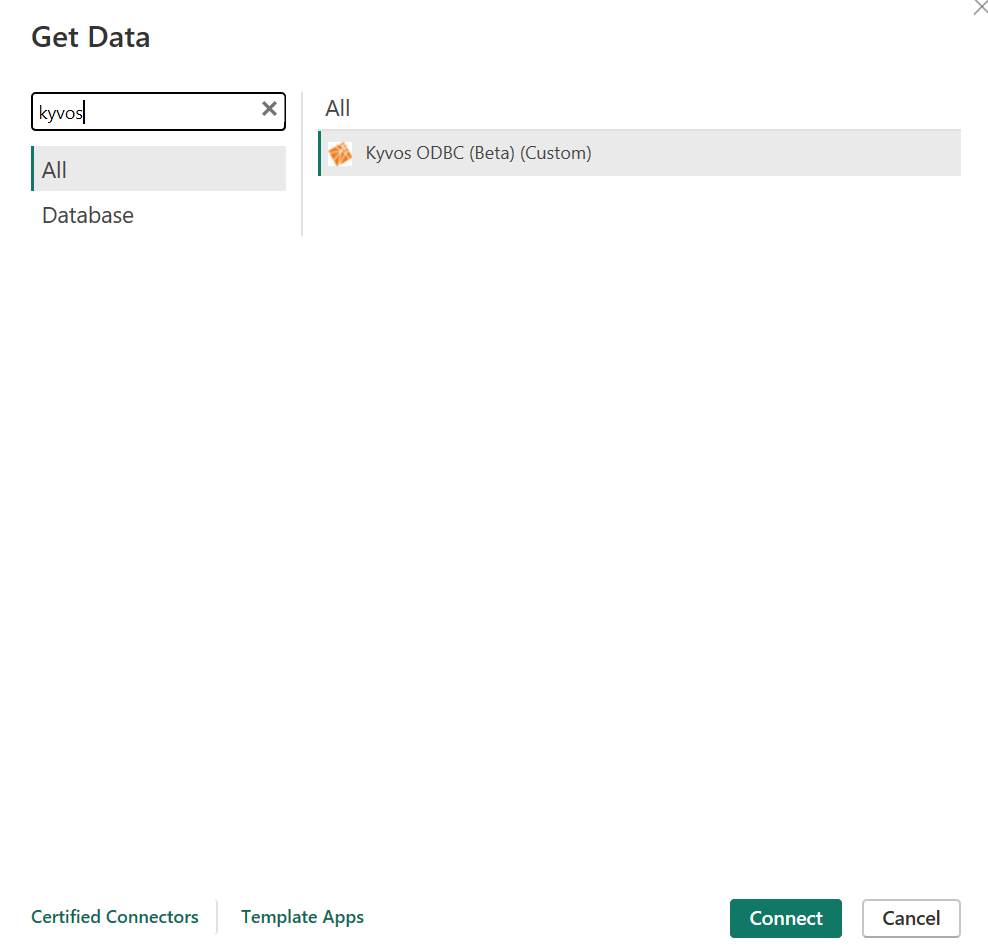 Get Data
kyvos
All
Database
All
Kyvos ODBC (Beta) (Custom)
Certified Connectors
Template Apps
Connect
Cancel